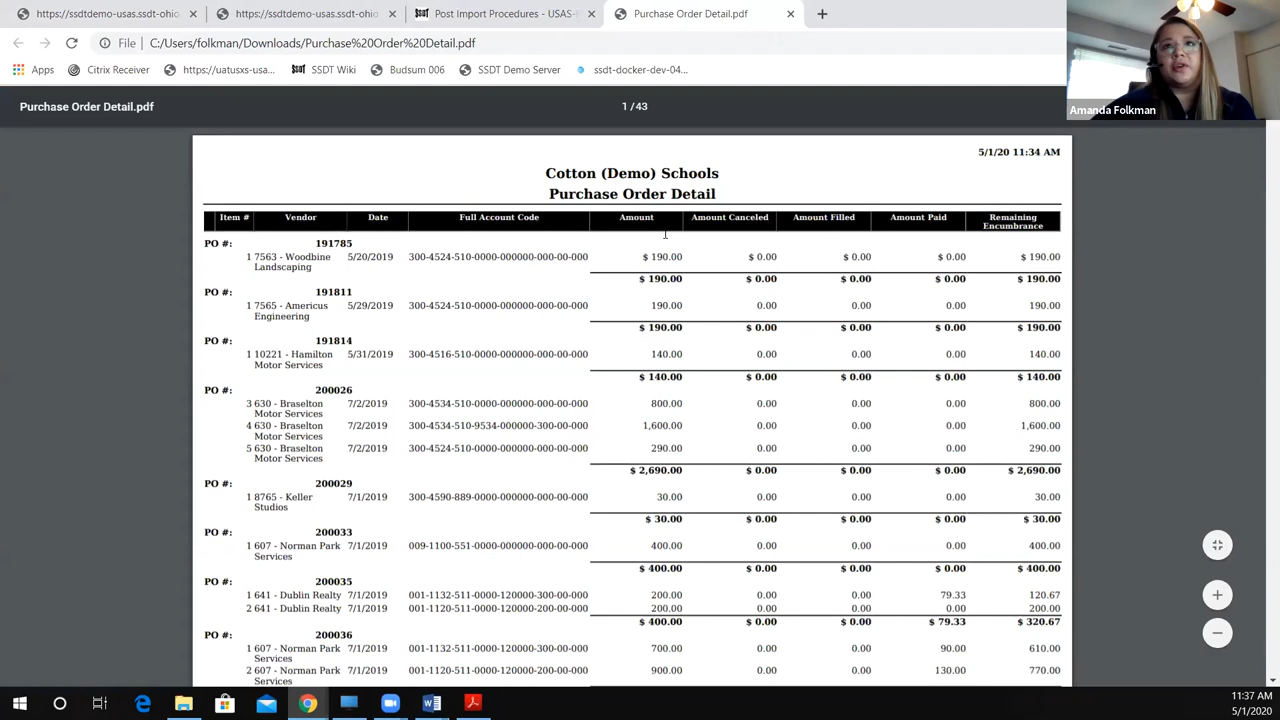 https://ssdtdemo-usas.ssdt-ohio × https://ssdtdemo-usas.ssdt-ohio × SSDT Post Import Procedures - USAS-R × Purchase Order Detail.pdf × +
File C:/Users/folkman/Downloads/Purchase%20Order%20Detail.pdf
Apps Citrix Receiver https://uatusxs-usa... SSDT SSDT Wiki Budsum 006 SSDT Demo Server ssdt-docker-dev-04...
Amanda Folkman
Purchase Order Detail.pdf 1 / 43
5/1/20 11:34 AM
Cotton (Demo) Schools
Purchase Order Detail
Item # Vendor Date Full Account Code Amount Amount Canceled Amount Filled Amount Paid Remaining
Encumbrance
PO #: 191785
1 7563 - Woodbine 5/20/2019 300-4524-510-0000-000000-000-00-000 $ 190.00 $ 0.00 $ 0.00 $ 0.00 $ 190.00
Landscaping
$ 190.00 $ 0.00 $ 0.00 $ 0.00 $ 190.00
PO #: 191811
1 7565 - Americus 5/29/2019 300-4524-510-0000-000000-000-00-000 190.00 0.00 0.00 0.00 190.00
Engineering
$ 190.00 $ 0.00 $ 0.00 $ 0.00 $ 190.00
PO #: 191814
1 10221 - Hamilton 5/31/2019 300-4516-510-0000-000000-000-00-000 140.00 0.00 0.00 0.00 140.00
Motor Services
$ 140.00 $ 0.00 $ 0.00 $ 0.00 $ 140.00
PO #: 200026
3 630 - Braselton 7/2/2019 300-4534-510-0000-000000-000-00-000 800.00 0.00 0.00 0.00 800.00
Motor Services
4 630 - Braselton 7/2/2019 300-4534-510-9534-000000-300-00-000 1,600.00 0.00 0.00 0.00 1,600.00
Motor Services
5 630 - Braselton 7/2/2019 300-4524-510-0000-000000-000-00-000 290.00 0.00 0.00 0.00 290.00
Motor Services
$ 2,690.00 $ 0.00 $ 0.00 $ 0.00 $ 2,690.00
PO #: 200029
1 8765 - Keller 7/1/2019 300-4590-889-0000-000000-000-00-000 30.00 0.00 0.00 0.00 30.00
Studios
$ 30.00 $ 0.00 $ 0.00 $ 0.00 $ 30.00
PO #: 200033
1 607 - Norman Park 7/1/2019 009-1100-551-0000-000000-000-00-000 400.00 0.00 0.00 0.00 400.00
Services
$ 400.00 $ 0.00 $ 0.00 $ 0.00 $ 400.00
PO #: 200035
1 641 - Dublin Realty 7/1/2019 001-1132-511-0000-120000-300-00-000 200.00 0.00 0.00 79.33 120.67
2 641 - Dublin Realty 7/1/2019 001-1120-511-0000-120000-200-00-000 200.00 0.00 0.00 0.00 200.00
$ 400.00 $ 0.00 $ 0.00 $ 79.33 $ 320.67
PO #: 200036
1 607 - Norman Park 7/1/2019 001-1132-511-0000-120000-300-00-000 700.00 0.00 0.00 90.00 610.00
Services
2 607 - Norman Park 7/1/2019 001-1120-511-0000-120000-200-00-000 900.00 0.00 0.00 130.00 770.00
Services
11:37 AM
5/1/2020